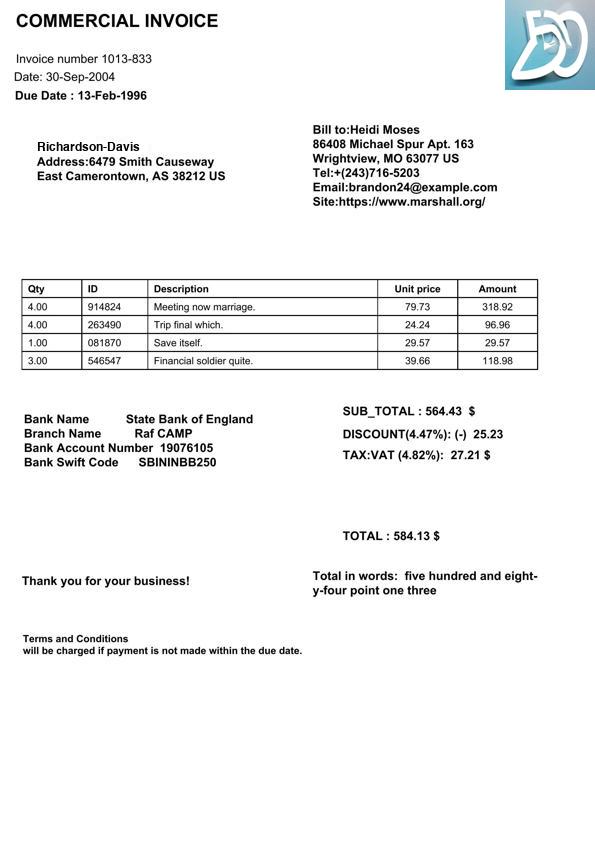 COMMERCIAL INVOICE
Invoice number 1013-833
Date: 30-Sep-2004
Due Date : 13-Feb-1996
Richardson-Davis
Address:6479 Smith Causeway
East Camerontown, AS 38212 US
Bill to:Heidi Moses
86408 Michael Spur Apt. 163
Wrightview, MO 63077 US
Tel:+(243)716-5203
Email:brandon24@example.com
Site:https://www.marshall.org/
Qty ID Description Unit price Amount
4.00 914824 Meeting now marriage. 79.73 318.92
4.00 263490 Trip final which. 24.24 96.96
1.00 081870 Save itself. 29.57 29.57
3.00 546547 Financial soldier quite. 39.66 118.98
Bank Name State Bank of England
Branch Name Raf CAMP
Bank Account Number 19076105
Bank Swift Code SBININBB250
SUB_TOTAL : 564.43 $
DISCOUNT(4.47%): (-) 25.23
TAX:VAT (4.82%): 27.21 $
TOTAL : 584.13 $
Thank you for your business!
Total in words: five hundred and eight-
y-four point one three
Terms and Conditions
will be charged if payment is not made within the due date.